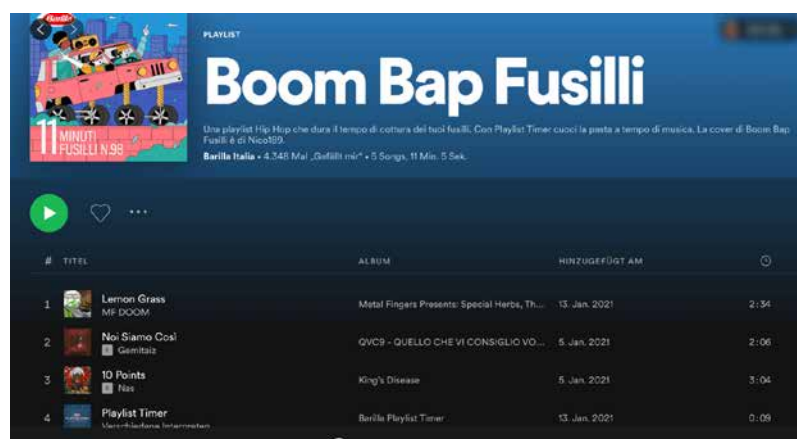 Barilla
11 MINUTI
FUSILLI N.98
PLAYLIST
Boom Bap Fusilli
Una playlist Hip Hop che dura il tempo di cottura dei tuoi fusilli. Con Playlist Timer cuoci la pasta a tempo di musica. La cover di Boom Bap
Fusilli è di Nico189.
Barilla Italia • 4.348 Mal „Gefällt mir“ • 5 Songs, 11 Min. 5 Sek.
# TITEL ALBUM HINZUGEFÜGT AM
1 Lemon Grass Metal Fingers Presents: Special Herbs, Th... 13. Jan. 2021 2:34
MF DOOM
2 Noi Siamo Così QVC9 - QUELLO CHE VI CONSIGLIO VO... 5. Jan. 2021 2:06
E Gemitaiz
3 10 Points King's Disease 5. Jan. 2021 3:04
E Nas
4 Playlist Timer Barilla Playlist Timer 13. Jan. 2021 0:09
Verschiedene Interpreten